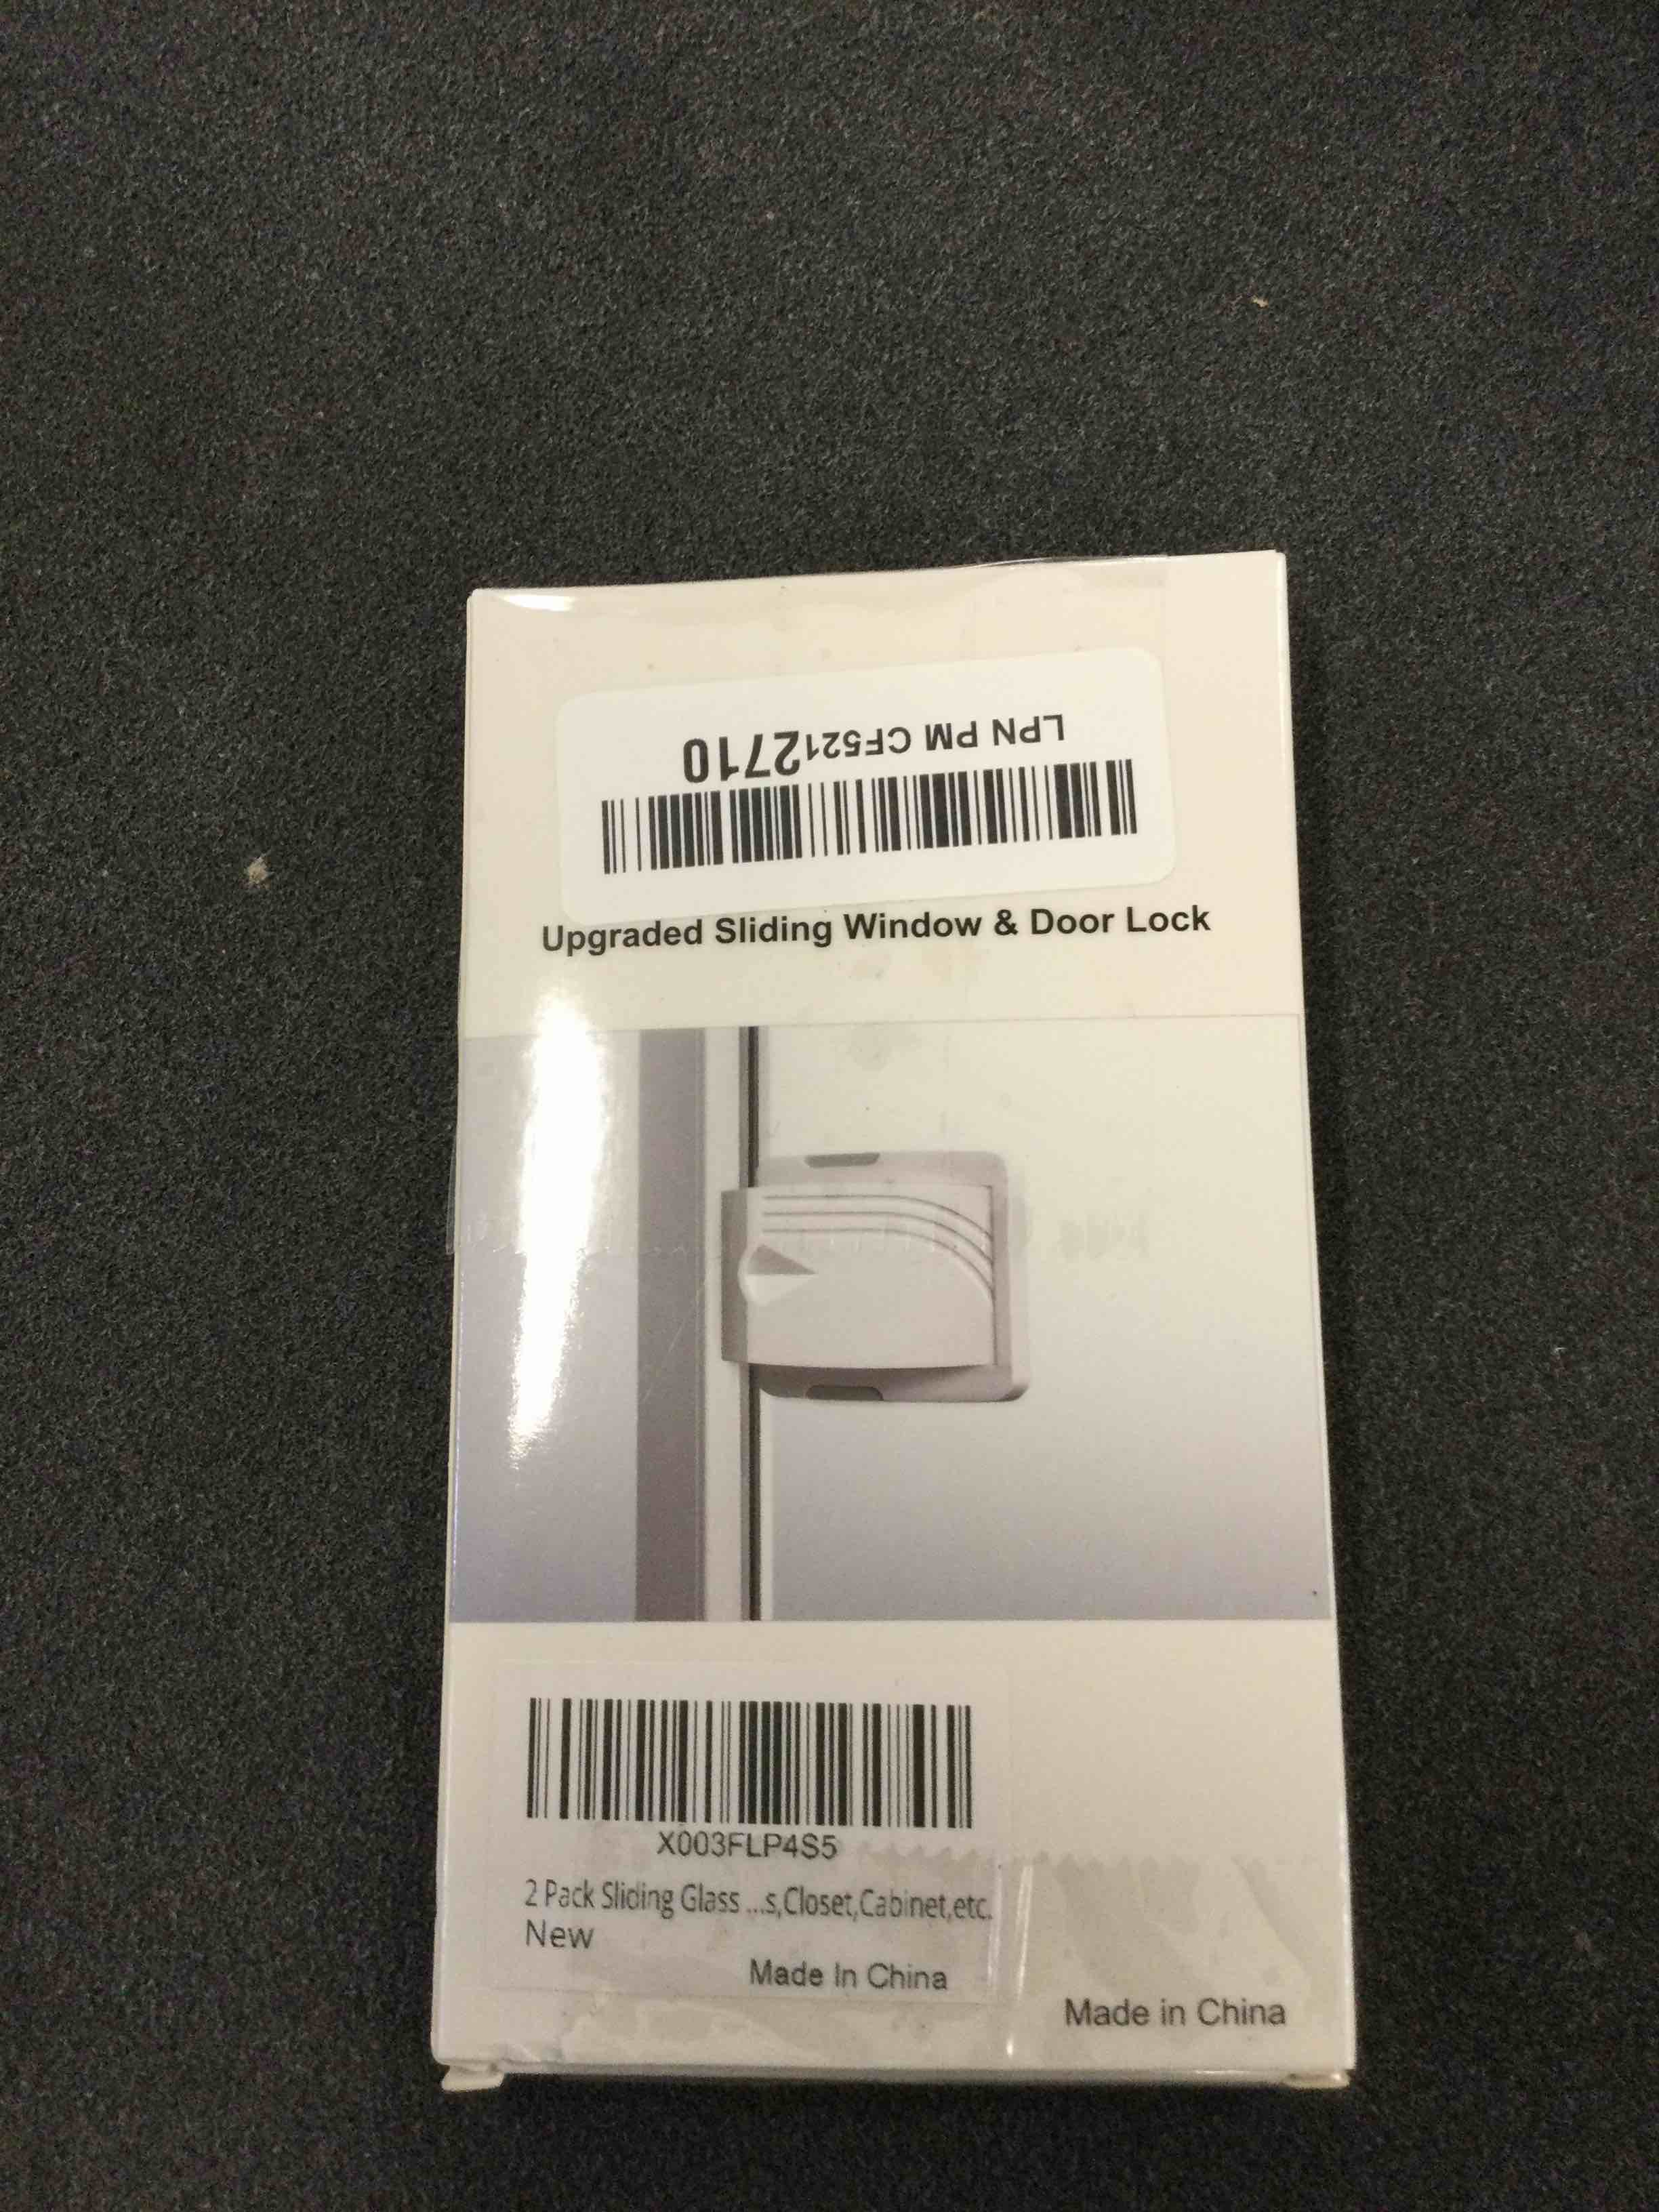 LPN PM CF5212710
Upgraded Sliding Window & Door Lock
X003FLP4S5
2 Pack Sliding Glass ...s,Closet,Cabinet,etc.
New
Made In China
Made in China